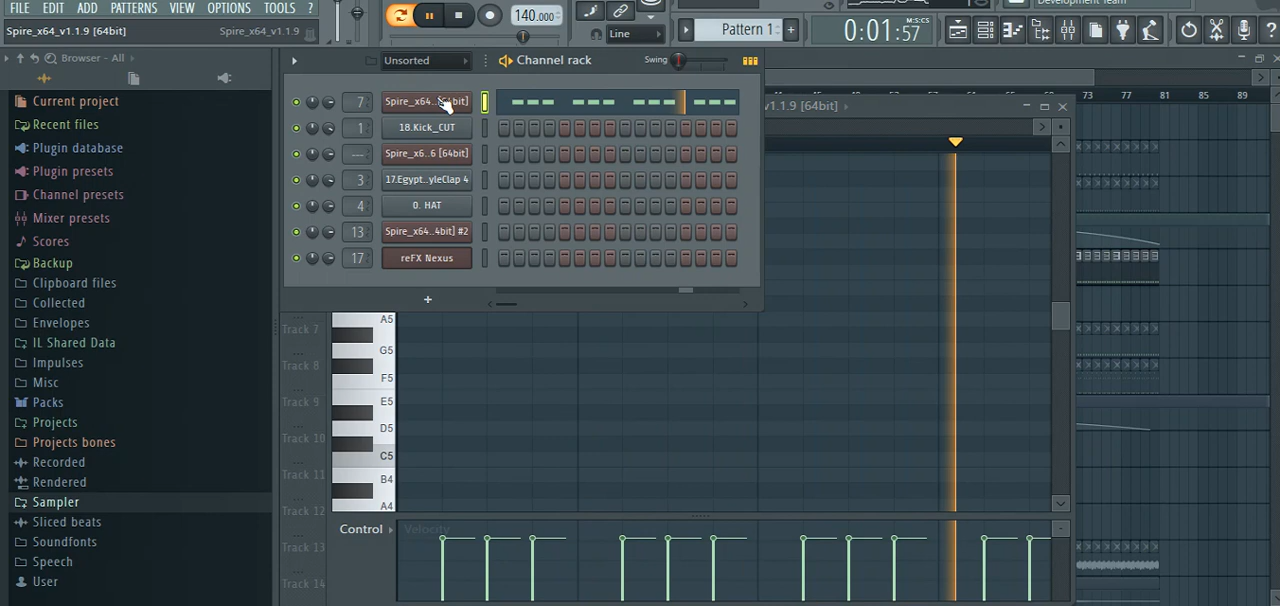 FILE EDIT ADD PATTERNS VIEW OPTIONS TOOLS ?
140.000
M:S:CS
0:01:57
Spire_x64_v1.1.9 [64bit] Spire_x64_v1.1.9
Line
Pattern 1
Browser - All
Unsorted
Channel rack
Swing
Current project
Recent files
Plugin database
Plugin presets
Channel presets
Mixer presets
Scores
Backup
Clipboard files
Collected
Envelopes
IL Shared Data
Impulses
Misc
Packs
Projects
Projects bones
Recorded
Rendered
Sampler
Sliced beats
Soundfonts
Speech
User
7
1 18.Kick_CUT
--- Spire_x6..6 [64bit]
3 17.Egypt..yleClap 4
4 0. HAT
13 Spire_x64..4bit] #2
17 reFX Nexus
+
1.1.9 [64bit]
73 77 81 85 89
Track 7
Track 8
Track 9
Track 10
Track 11
Track 12
Track 13
Track 14
A5
G5
F5
E5
D5
C5
B4
A4
Control Velocity